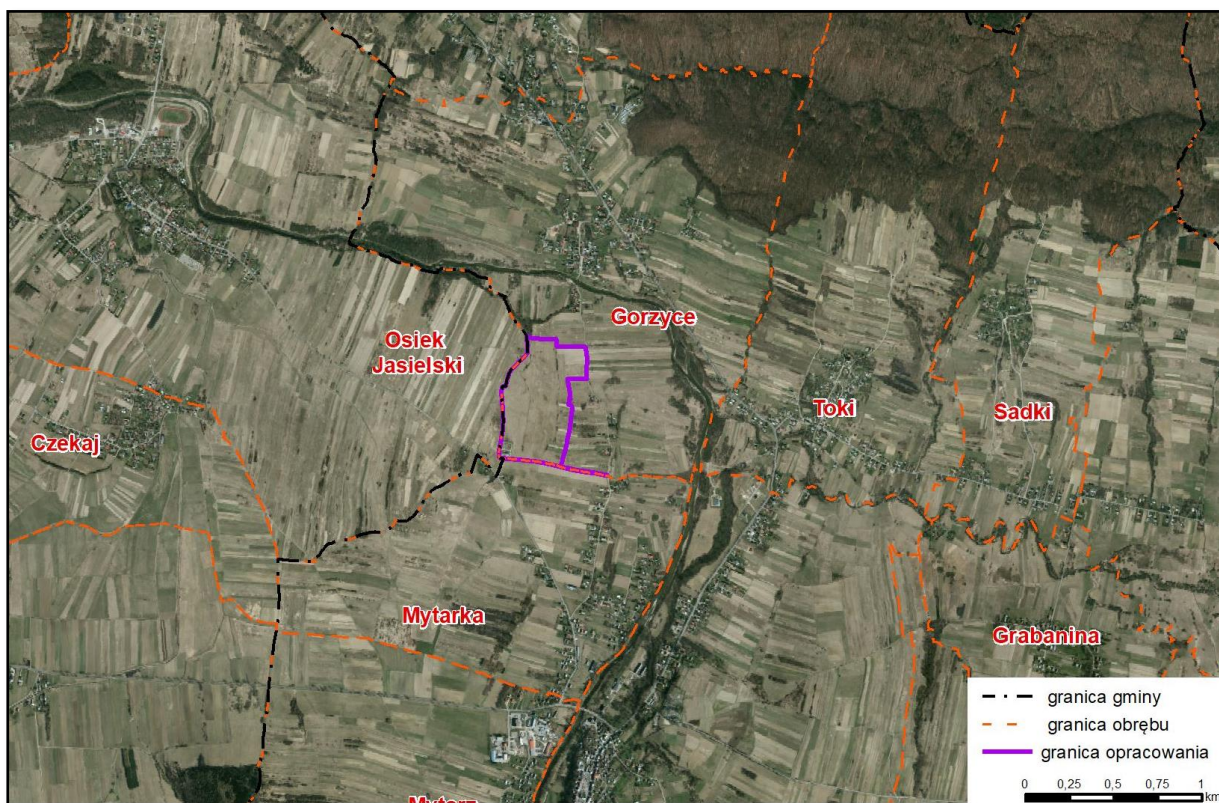 Gorzyce
Osiek
Jasielski
Toki
Sadki
Czekaj
Mytarka
Grabanina
Mytarz
granica gminy
granica obrębu
granica opracowania
0 0,25 0,5 0,75 1
km